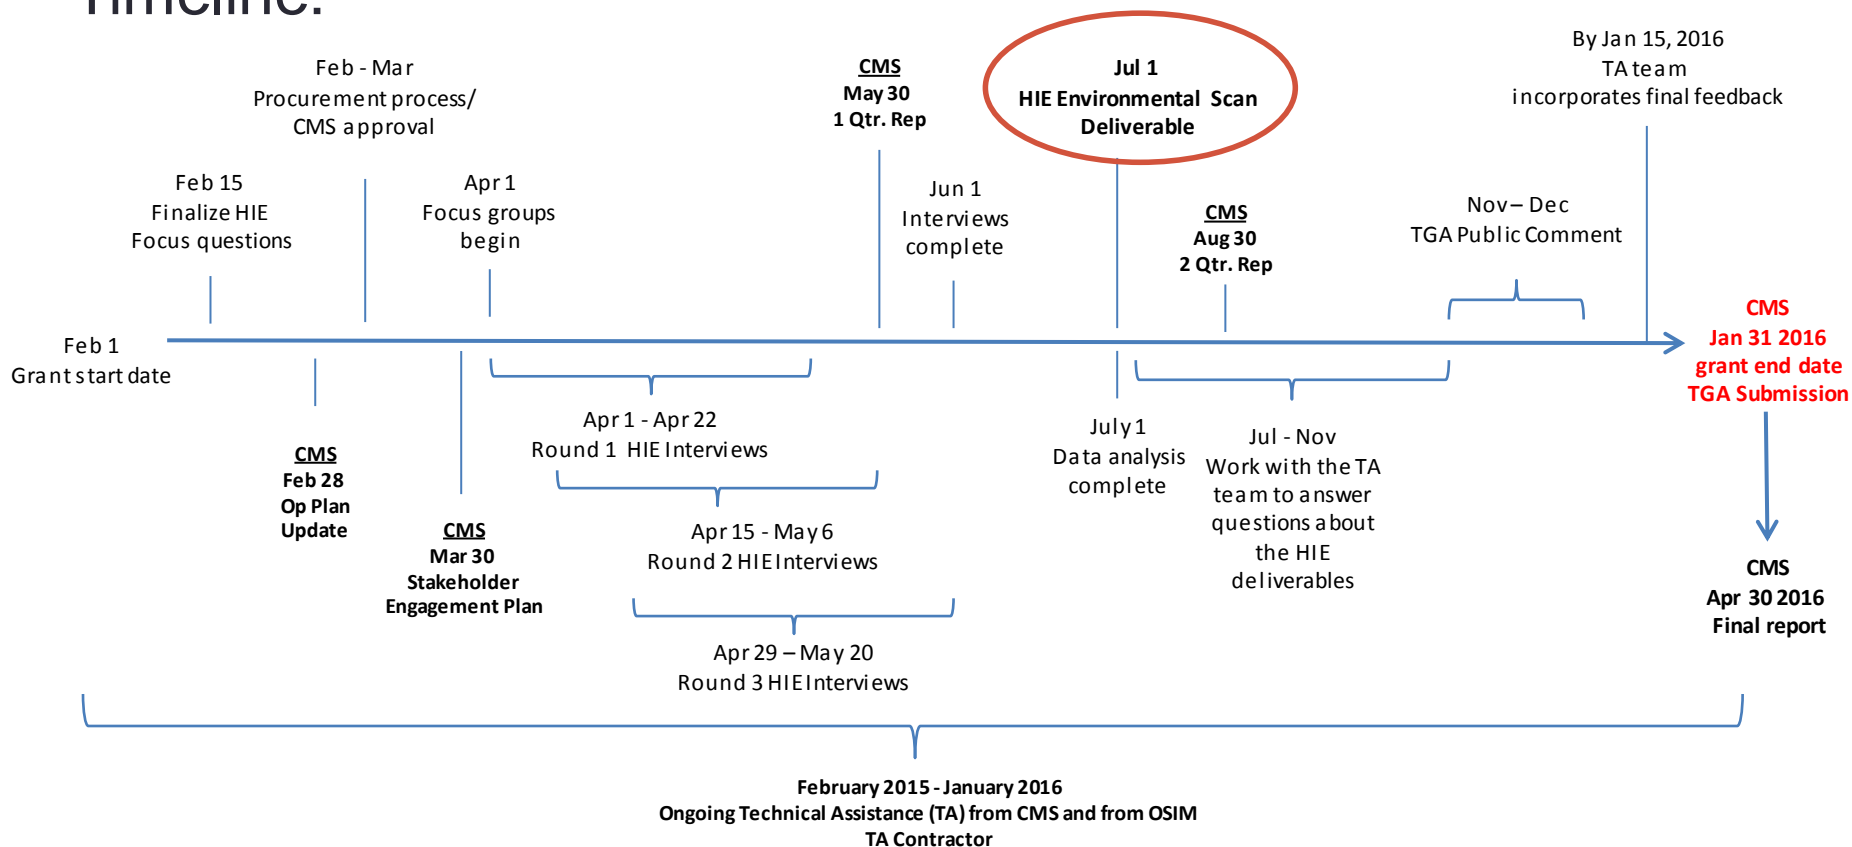 Timeline:
Feb - Mar
Procurement process/
CMS approval
CMS
May 30
1 Qtr. Rep
Jul 1
HIE Environmental Scan
Deliverable
By Jan 15, 2016
TA team
incorporates final feedback
Feb 15
Finalize HIE
Focus questions
Apr 1
Focus groups
begin
Jun 1
Interviews
complete
CMS
Aug 30
2 Qtr. Rep
Nov – Dec
TGA Public Comment
Feb 1
Grant start date
CMS
Jan 31 2016
grant end date
TGA Submission
CMS
Feb 28
Op Plan
Update
CMS
Mar 30
Stakeholder
Engagement Plan
Apr 1 - Apr 22
Round 1 HIE Interviews
Apr 15 - May 6
Round 2 HIE Interviews
Apr 29 – May 20
Round 3 HIE Interviews
July 1
Data analysis
complete
Jul - Nov
Work with the TA
team to answer
questions about
the HIE
deliverables
CMS
Apr 30 2016
Final report
February 2015 - January 2016
Ongoing Technical Assistance (TA) from CMS and from OSIM
TA Contractor